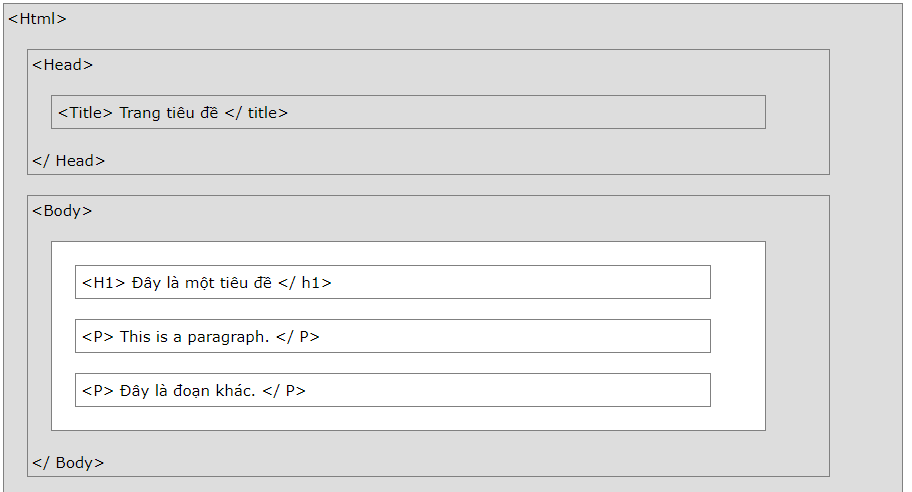 <Html>
<Head>
<Title> Trang tiêu đề </ title>
</ Head>
<Body>
<H1> Đây là một tiêu đề </ h1>
<P> This is a paragraph. </ P>
<P> Đây là đoạn khác. </ P>
</ Body>